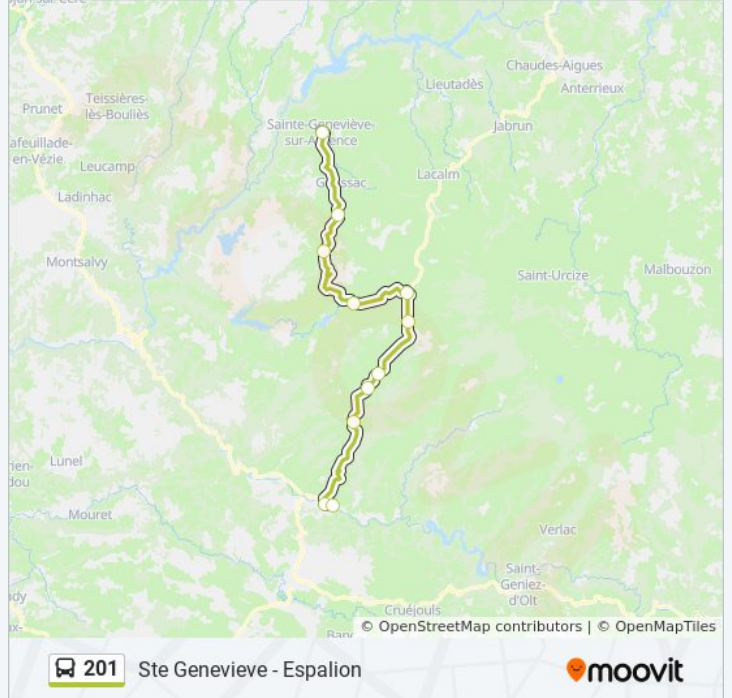 Chaudes-Aigues
Lieutadès
Anterrieux
Teissières-
lès-Bouliès
Prunet
Sainte-Geneviève-
sur-Argence
Jabrun
afeuillade-
en-Vézie
Leucamp
Lacalm
Ladinhac
Montsalvy
Saint-Urcize
Malbouzon
Lunel
Mouret
Verlac
Saint-
Geniez-
d'Olt
Cruéjouls
© OpenStreetMap contributors | © OpenMapTiles
201 Ste Genevieve - Espalion
moovit